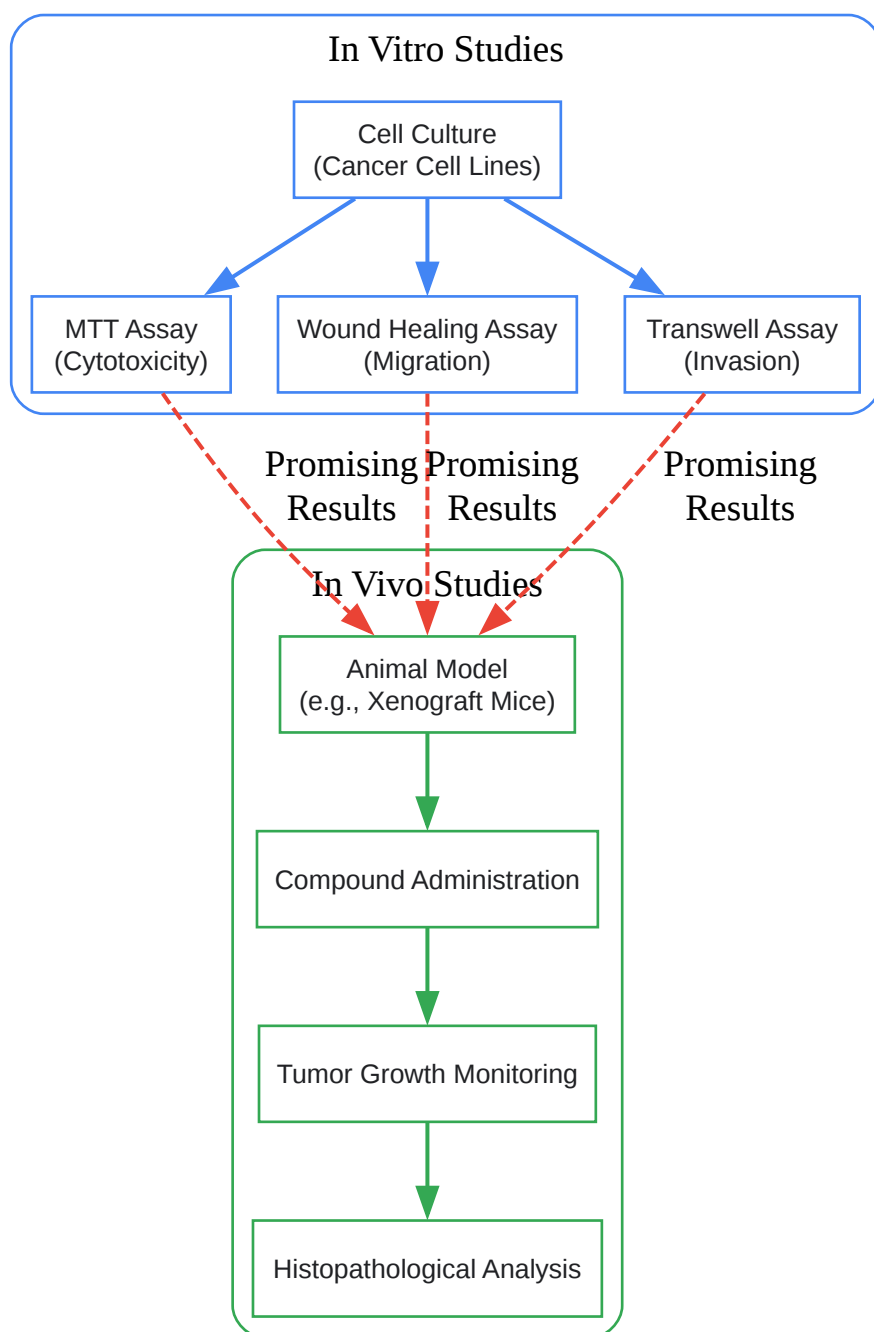 In Vitro Studies
Cell Culture
(Cancer Cell Lines)
MTT Assay
(Cytotoxicity)
Wound Healing Assay
(Migration)
Transwell Assay
(Invasion)
Promising
Results
Promising
Results
Promising
Results
In Vivo Studies
Animal Model
(e.g., Xenograft Mice)
Compound Administration
Tumor Growth Monitoring
Histopathological Analysis